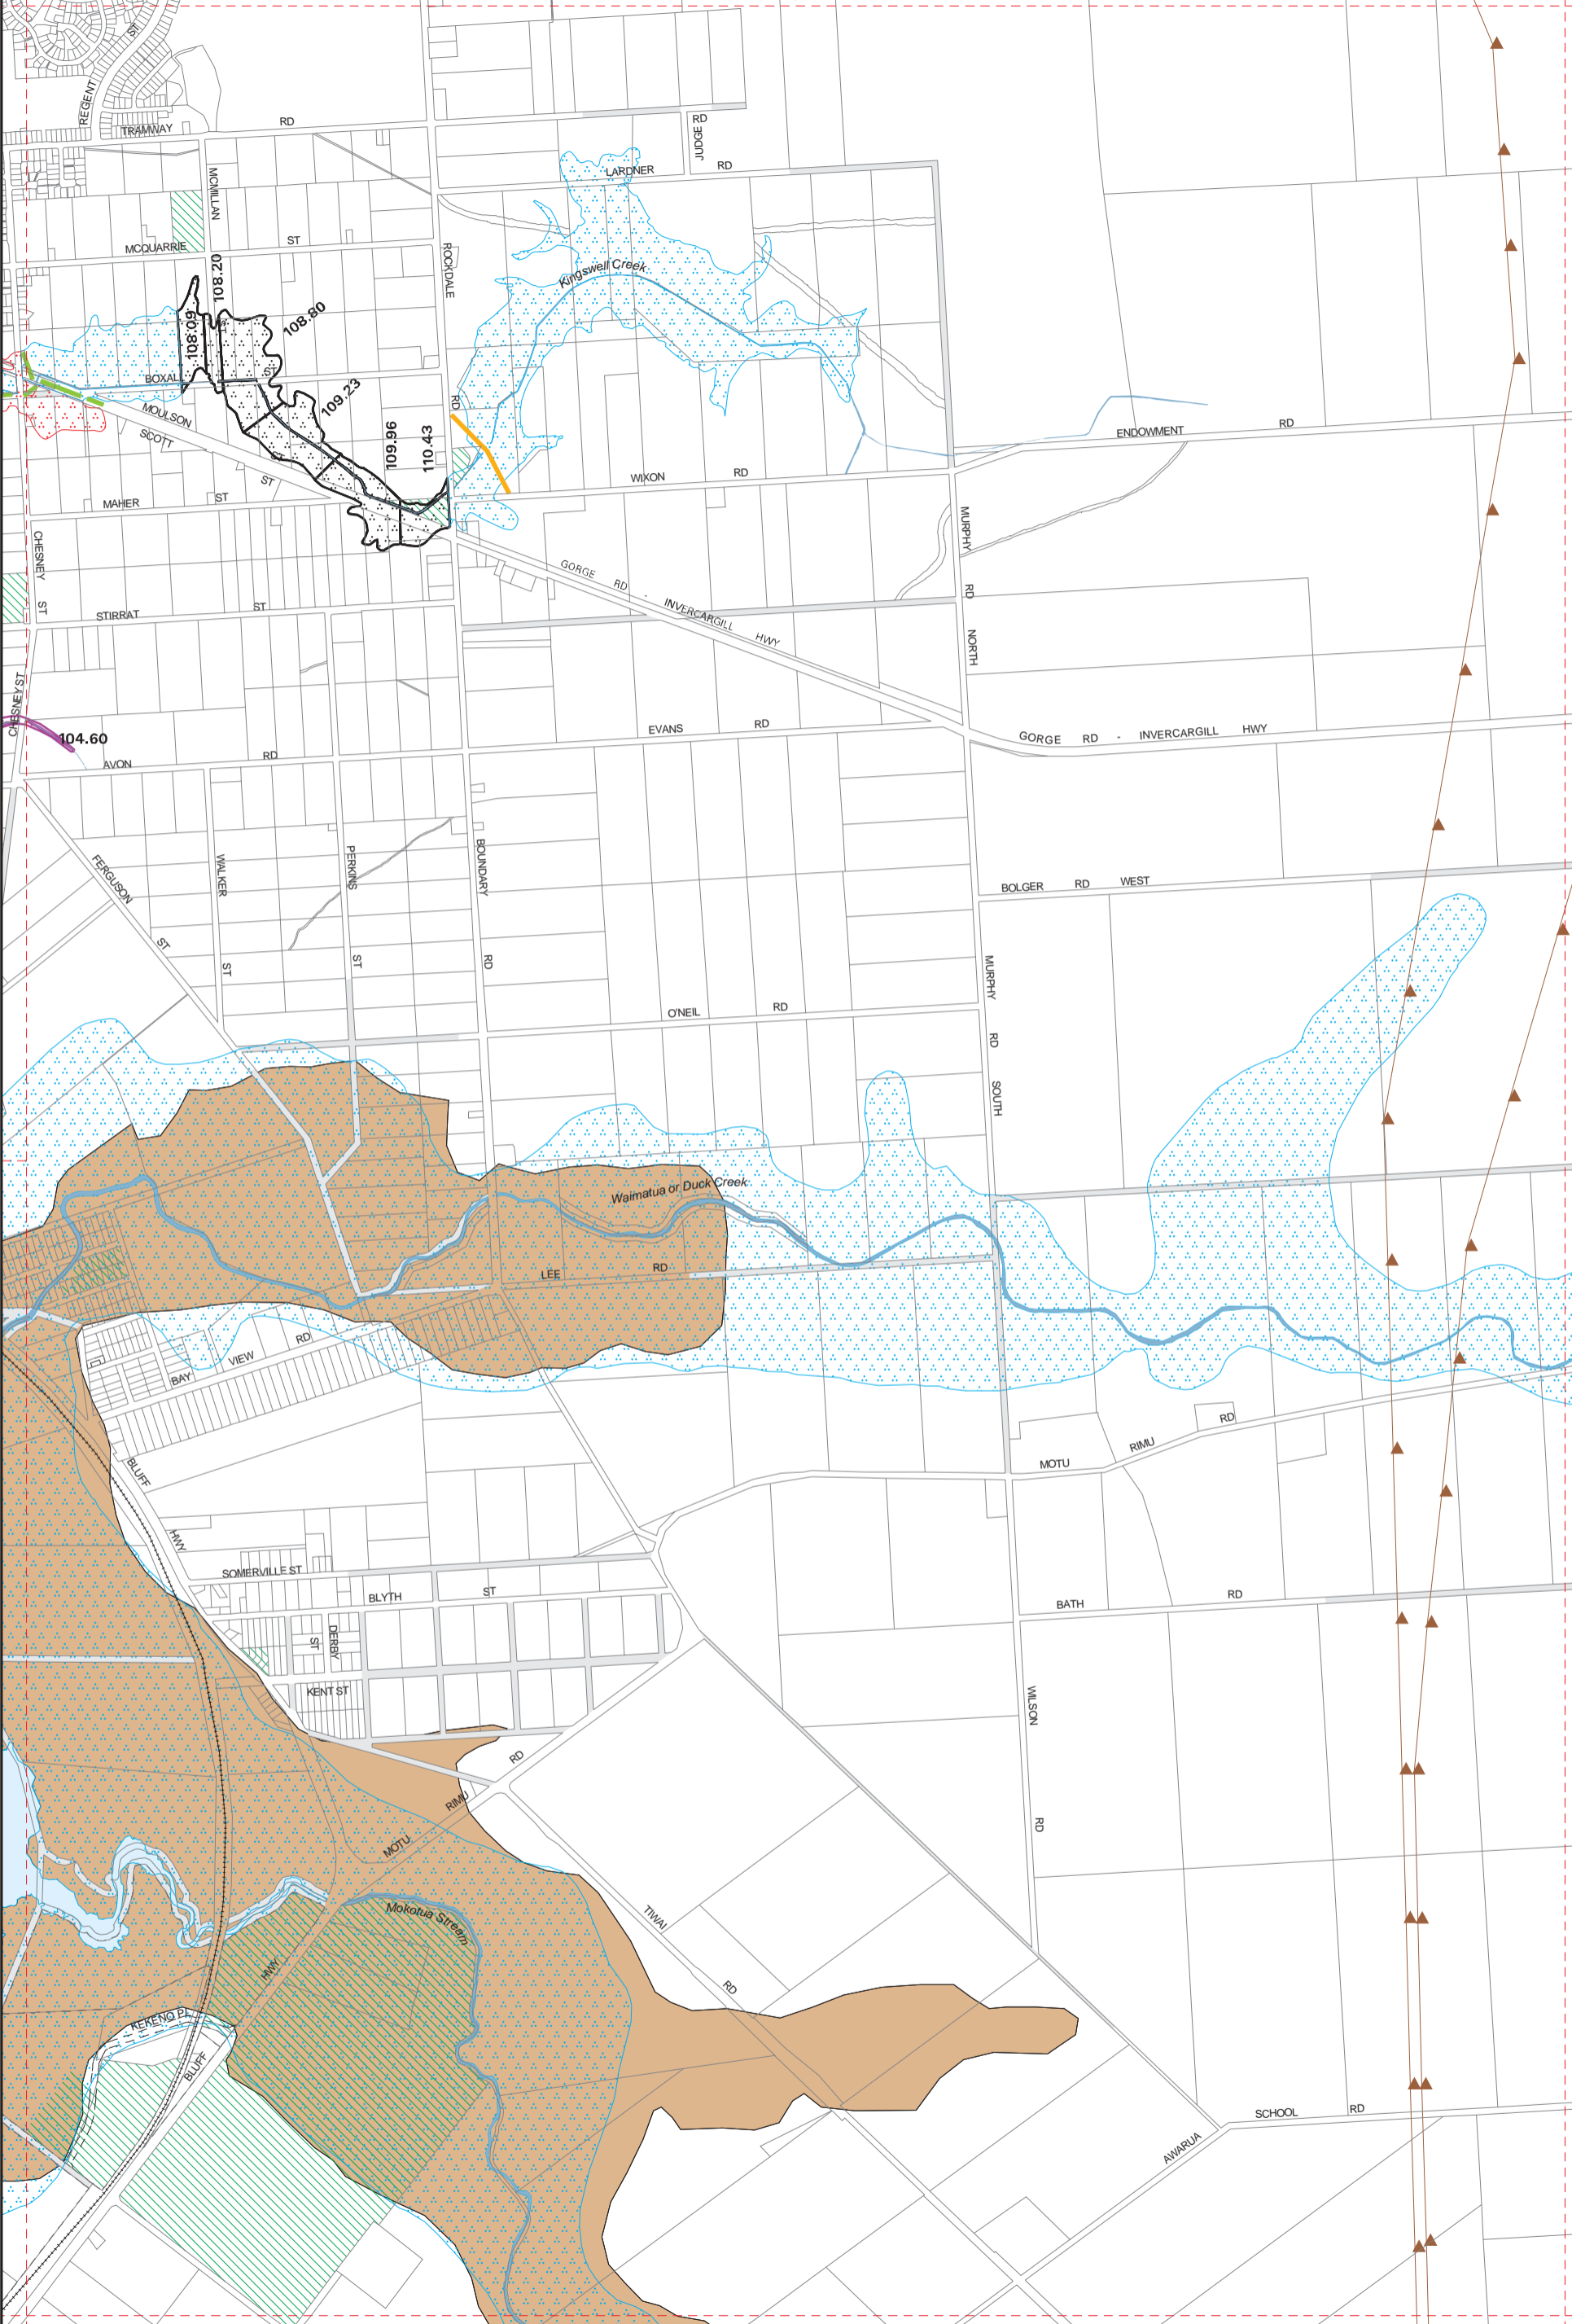 ST
REGENT
TRAMWAY
RD
RD
JUDGE
LARDNER
RD
MCMILLAN
MCQUARRIE
ST
ROCKDALE
RD
Kingswell Creek
108.09
108.20
ST
108.80
BOXALL
ST
109.23
MOULSON
SCOTT
ST
ST
109.96
110.43
MAHER
ST
WIXON
RD
ENDOWMENT
RD
CHESNEY
ST
STIRRAT
ST
GORGE RD - INVERCARGILL HWY
MURPHY
RD
NORTH
CHESNEY ST
104.60
AVON
RD
EVANS
RD
GORGE RD - INVERCARGILL HWY
FERGUSON
ST
WALKER
ST
PERKINS
ST
BOUNDARY
RD
BOLGER RD WEST
O'NEIL
RD
MURPHY
RD
SOUTH
Waimatua or Duck Creek
LEE
RD
BAY
VIEW
RD
BLUFF
HWY
MOTU
RIMU
RD
SOMERVILLE ST
BLYTH
ST
BATH
RD
ST
DERBY
KENT ST
WILSON
RD
MOTU
RIMU
RD
Mokotua Stream
TIWAI
RD
HWY
KEKENO PL
BLUFF
AWARUA
SCHOOL
RD